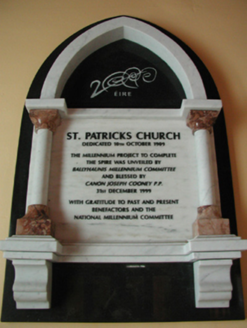 2000
ÉIRE
ST. PATRICKS CHURCH
DEDICATED 10TH OCTOBER 1985
THE MILLENNIUM PROJECT TO COMPLETE
THE SPIRE WAS UNVEILED BY
BALLYHAUNIS MILLENNIUM COMMITTEE
AND BLESSED BY
CANON JOSEPH COONEY P.P.
31ST DECEMBER 1999
WITH GRATITUDE TO PAST AND PRESENT
BENEFACTORS AND THE
NATIONAL MILLENNIUM COMMITTEE